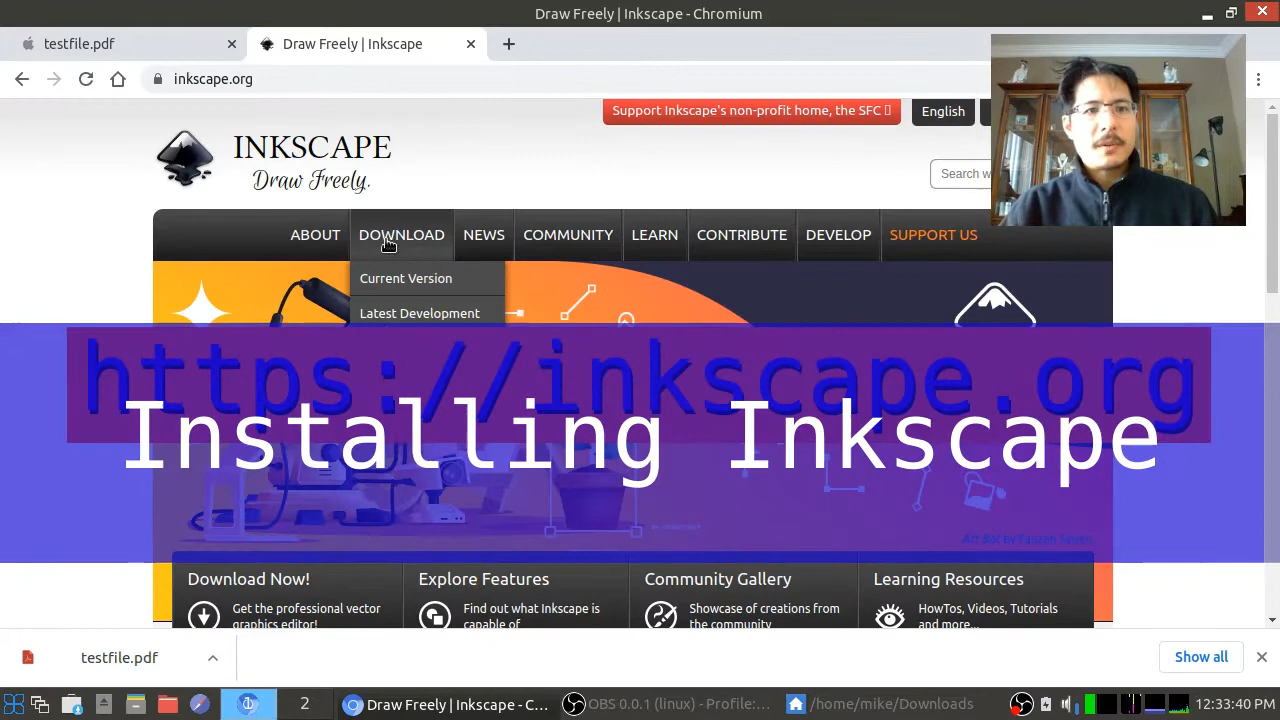 Draw Freely | Inkscape - Chromium
testfile.pdf
Draw Freely | Inkscape
inkscape.org
Support Inkscape's non-profit home, the SFC
English
INKSCAPE
Draw Freely.
Search w
ABOUT
DOWNLOAD
NEWS
COMMUNITY
LEARN
CONTRIBUTE
DEVELOP
SUPPORT US
Current Version
Latest Development
https://inkscape.org
Installing Inkscape
Download Now!
Get the professional vector
graphics editor!
Explore Features
Find out what Inkscape is
capable of
Community Gallery
Showcase of creations from
the community
Learning Resources
HowTos, Videos, Tutorials
and more...
testfile.pdf
Show all
1
2
Draw Freely | Inkscape - C...
OBS 0.0.1 (linux) - Profile:...
/home/mike/Downloads
12:33:40 PM